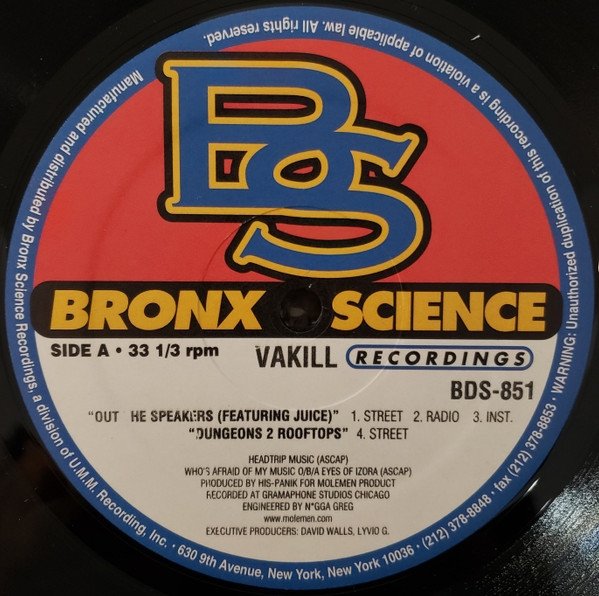 BS
BRONX SCIENCE
SIDE A • 33 1/3 rpm
VAKILL
RECORDINGS
BDS-851
"OUT HE SPEAKERS (FEATURING JUICE)" 1. STREET 2. RADIO 3. INST.
"DUNGEONS 2 ROOFTOPS" 4. STREET
HEADTRIP MUSIC (ASCAP)
WHO'S AFRAID OF MY MUSIC O/B/A EYES OF IZORA (ASCAP)
PRODUCED BY HIS-PANIK FOR MOLEMEN PRODUCT
RECORDED AT GRAMAPHONE STUDIOS CHICAGO
ENGINEERED BY N*GGA GREG
www.molemen.com
EXECUTIVE PRODUCERS: DAVID WALLS, LYVIO G.
Manufactured and distributed by Bronx Science Recordings, a division of U.M.M. Recording, Inc. • 630 9th Avenue, New York, New York 10036 • (212) 378-8848 • fax (212) 378-8853 • WARNING: Unauthorized duplication of this recording is a violation of applicable law. All rights reserved.